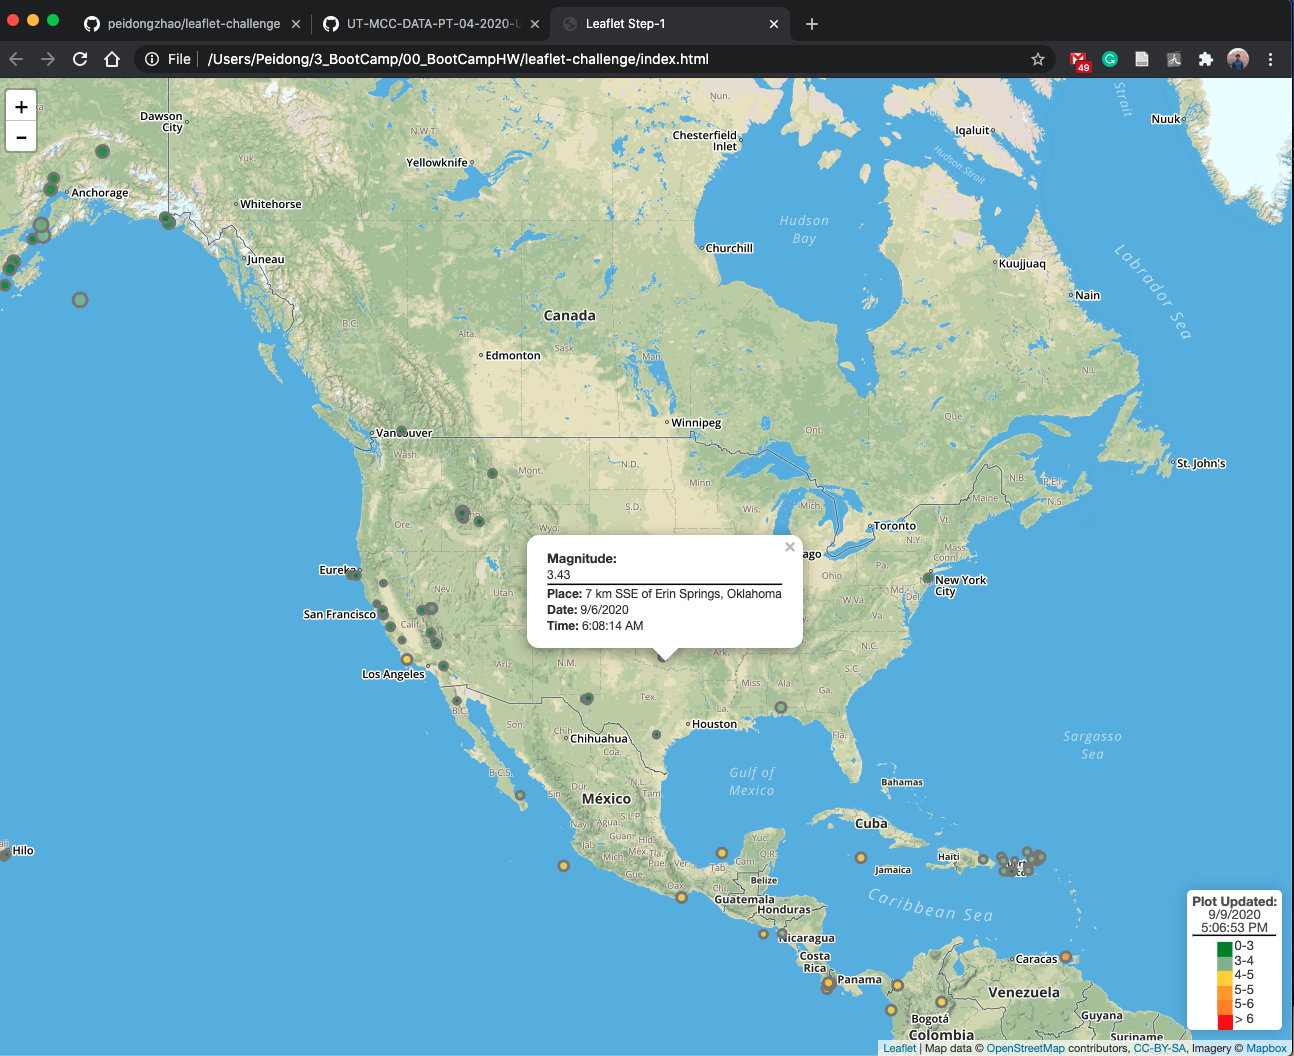 peidongzhao/leaflet-challenge
UT-MCC-DATA-PT-04-2020-U
Leaflet Step-1
File
/Users/Peidong/3_BootCamp/00_BootCampHW/leaflet-challenge/index.html
49
+
-
Dawson
City
Nun.
Strait
Chesterfield
Inlet
Iqaluit
Nuuk
N.W.T.
Yuk.
Yellowknife
Hudson Strait
Anchorage
Whitehorse
Hudson
Bay
Churchill
Juneau
Kuujjuaq
Labrador Sea
Nain
Canada
B.C.
Alta.
Sask.
Man.
Edmonton
N.L.
Winnipeg
Que.
Ont.
Vancouver
Wash.
St. John's
N.D.
Mont.
Minn.
N.B.
P.E.I.
Maine
N.S.
S.D.
Wis.
Mich.
Ore.
Wyo.
Toronto
Vt.
N.Y.
Mass.
Conn.
ago
Magnitude:
3.43
Place: 7 km SSE of Erin Springs, Oklahoma
Date: 9/6/2020
Time: 6:08:14 AM
Eureka
Nev.
Utah
Ohio
Pa.
Md.
Del.
New York
City
San Francisco
Calif.
W.Va.
Va.
Los Angeles
Ariz.
N.M.
Ark.
N.C.
S.C.
Miss.
Ala.
Ga.
Tex.
La.
B.C.
Son.
Chih.
Chihuahua
Coa.
Houston
Fla.
Sargasso
Sea
B.C.S.
Gulf of
Mexico
N.L.
Dur.
Sin.
Tam.
Bahamas
México
S.L.P.
Nay.
Agua.
Cuba
Guan.
Hid.
Jal.
Méx.
Tla.
Yuc.
Q.R.
Mich.
Pue.
Ver.
Cam.
Tab.
Gue.
Hilo
Haiti
Jamaica
Oax.
Chi.
Belize
Guatemala
Honduras
Caribbean Sea
Nicaragua
Costa
Rica
Panama
Caracas
Venezuela
Bogotá
Colombia
Guyana
Suriname
Plot Updated:
9/9/2020
5:06:53 PM
0-3
3-4
4-5
5-5
5-6
> 6
Leaflet | Map data © OpenStreetMap contributors, CC-BY-SA, Imagery © Mapbox